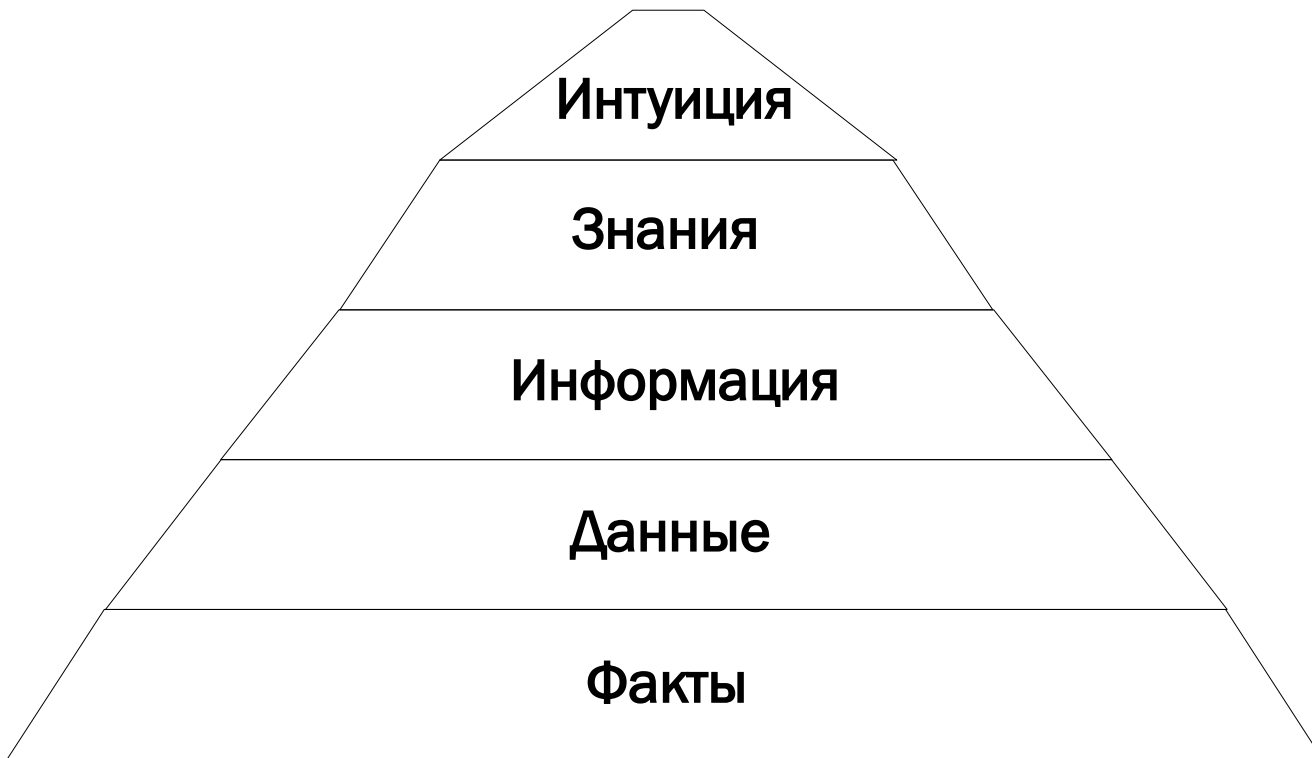 Интуиция
Знания
Информация
Данные
Факты